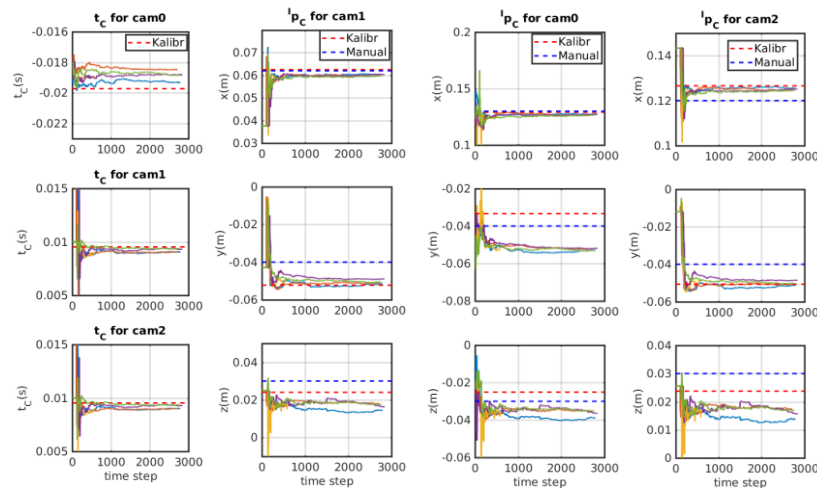 t_C for cam0
-0.016
-0.018
-0.02
-0.022
t_C(s)
Kalibr
0 1000 2000 3000
^Ip_C for cam1
0.07
0.06
0.05
0.04
0.03
x(m)
Kalibr
Manual
0 1000 2000 3000
^Ip_C for cam0
0.2
0.15
0.1
x(m)
Kalibr
Manual
0 1000 2000 3000
^Ip_C for cam2
0.14
0.12
0.1
x(m)
Kalibr
Manual
0 1000 2000 3000
t_C for cam1
0.015
0.01
0.005
t_C(s)
0 1000 2000 3000
0
-0.02
-0.04
-0.06
y(m)
0 1000 2000 3000
-0.02
-0.04
-0.06
-0.08
y(m)
0 1000 2000 3000
0
-0.02
-0.04
-0.06
y(m)
0 1000 2000 3000
t_C for cam2
0.015
0.01
0.005
t_C(s)
0 1000 2000 3000
time step
0.04
0.02
0
z(m)
0 1000 2000 3000
time step
0
-0.02
-0.04
-0.06
z(m)
0 1000 2000 3000
time step
0.04
0.03
0.02
0.01
0
z(m)
0 1000 2000 3000
time step